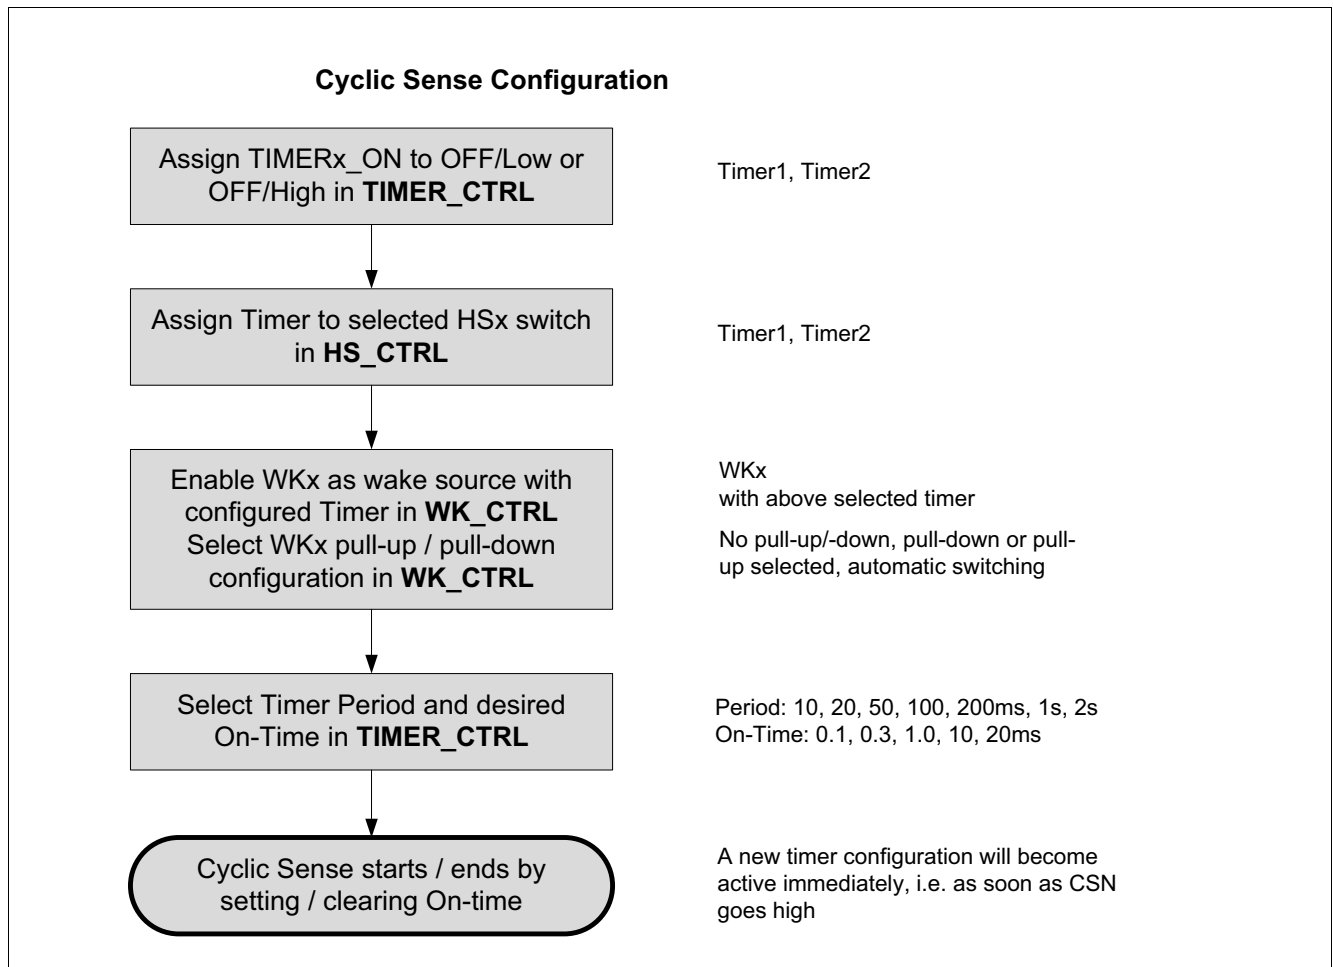 Cyclic Sense Configuration
Assign TIMERx_ON to OFF/Low or
OFF/High in TIMER_CTRL
Timer1, Timer2
Assign Timer to selected HSx switch
in HS_CTRL
Timer1, Timer2
Enable WKx as wake source with
configured Timer in WK_CTRL
Select WKx pull-up / pull-down
configuration in WK_CTRL
WKx
with above selected timer
No pull-up/-down, pull-down or pull-
up selected, automatic switching
Select Timer Period and desired
On-Time in TIMER_CTRL
Period: 10, 20, 50, 100, 200ms, 1s, 2s
On-Time: 0.1, 0.3, 1.0, 10, 20ms
Cyclic Sense starts / ends by
setting / clearing On-time
A new timer configuration will become
active immediately, i.e. as soon as CSN
goes high